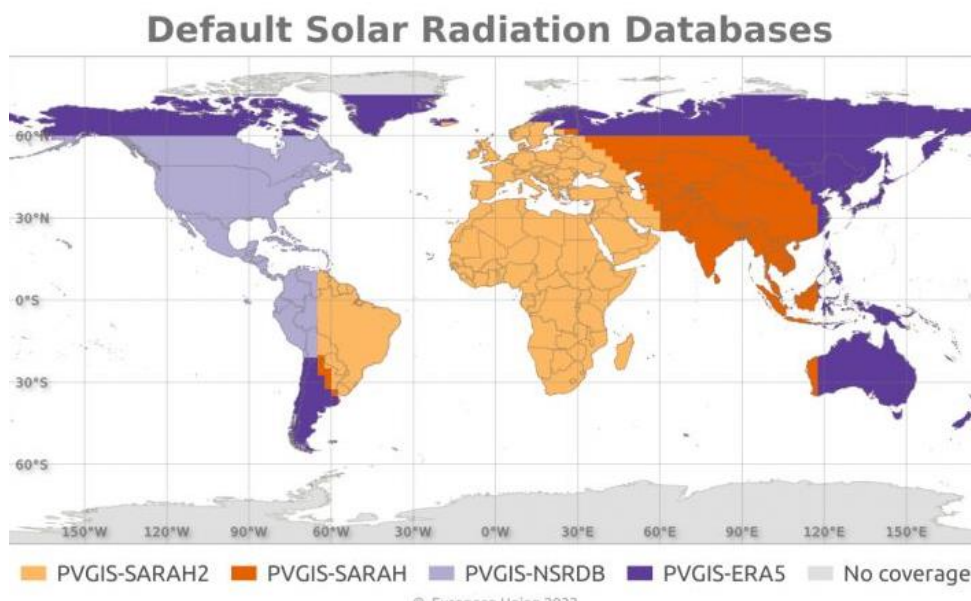 Default Solar Radiation Databases
60°N
30°N
0°S
30°S
60°S
150°W 120°W 90°W 60°W 30°W 0°W 30°E 60°E 90°E 120°E 150°E
PVGIS-SARAH2 PVGIS-SARAH PVGIS-NSRDB PVGIS-ERA5 No coverage